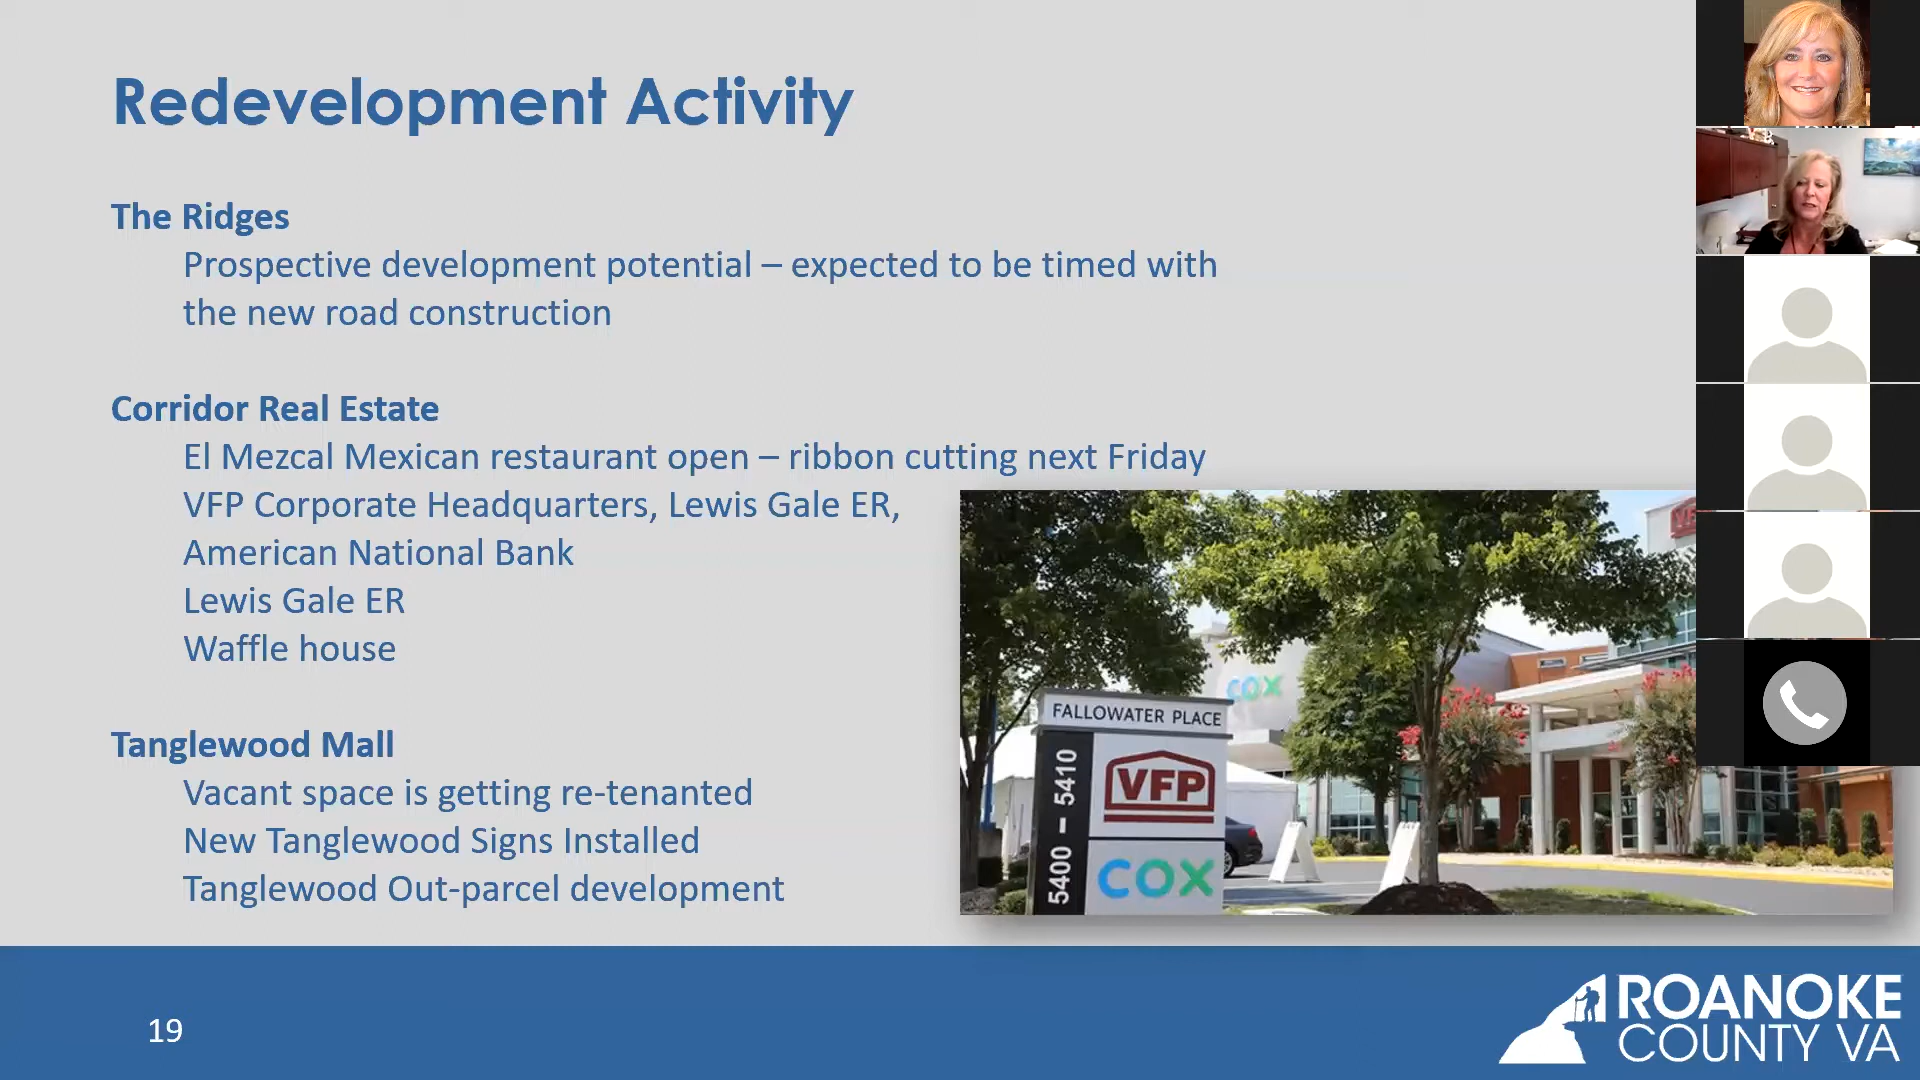 Redevelopment Activity
The Ridges
Prospective development potential – expected to be timed with
the new road construction
Corridor Real Estate
El Mezcal Mexican restaurant open – ribbon cutting next Friday
VFP Corporate Headquarters, Lewis Gale ER,
American National Bank
Lewis Gale ER
Waffle house
Tanglewood Mall
Vacant space is getting re-tenanted
New Tanglewood Signs Installed
Tanglewood Out-parcel development
COX
FALLOWATER PLACE
5400 - 5410
VFP
COX
19
ROANOKE
COUNTY VA